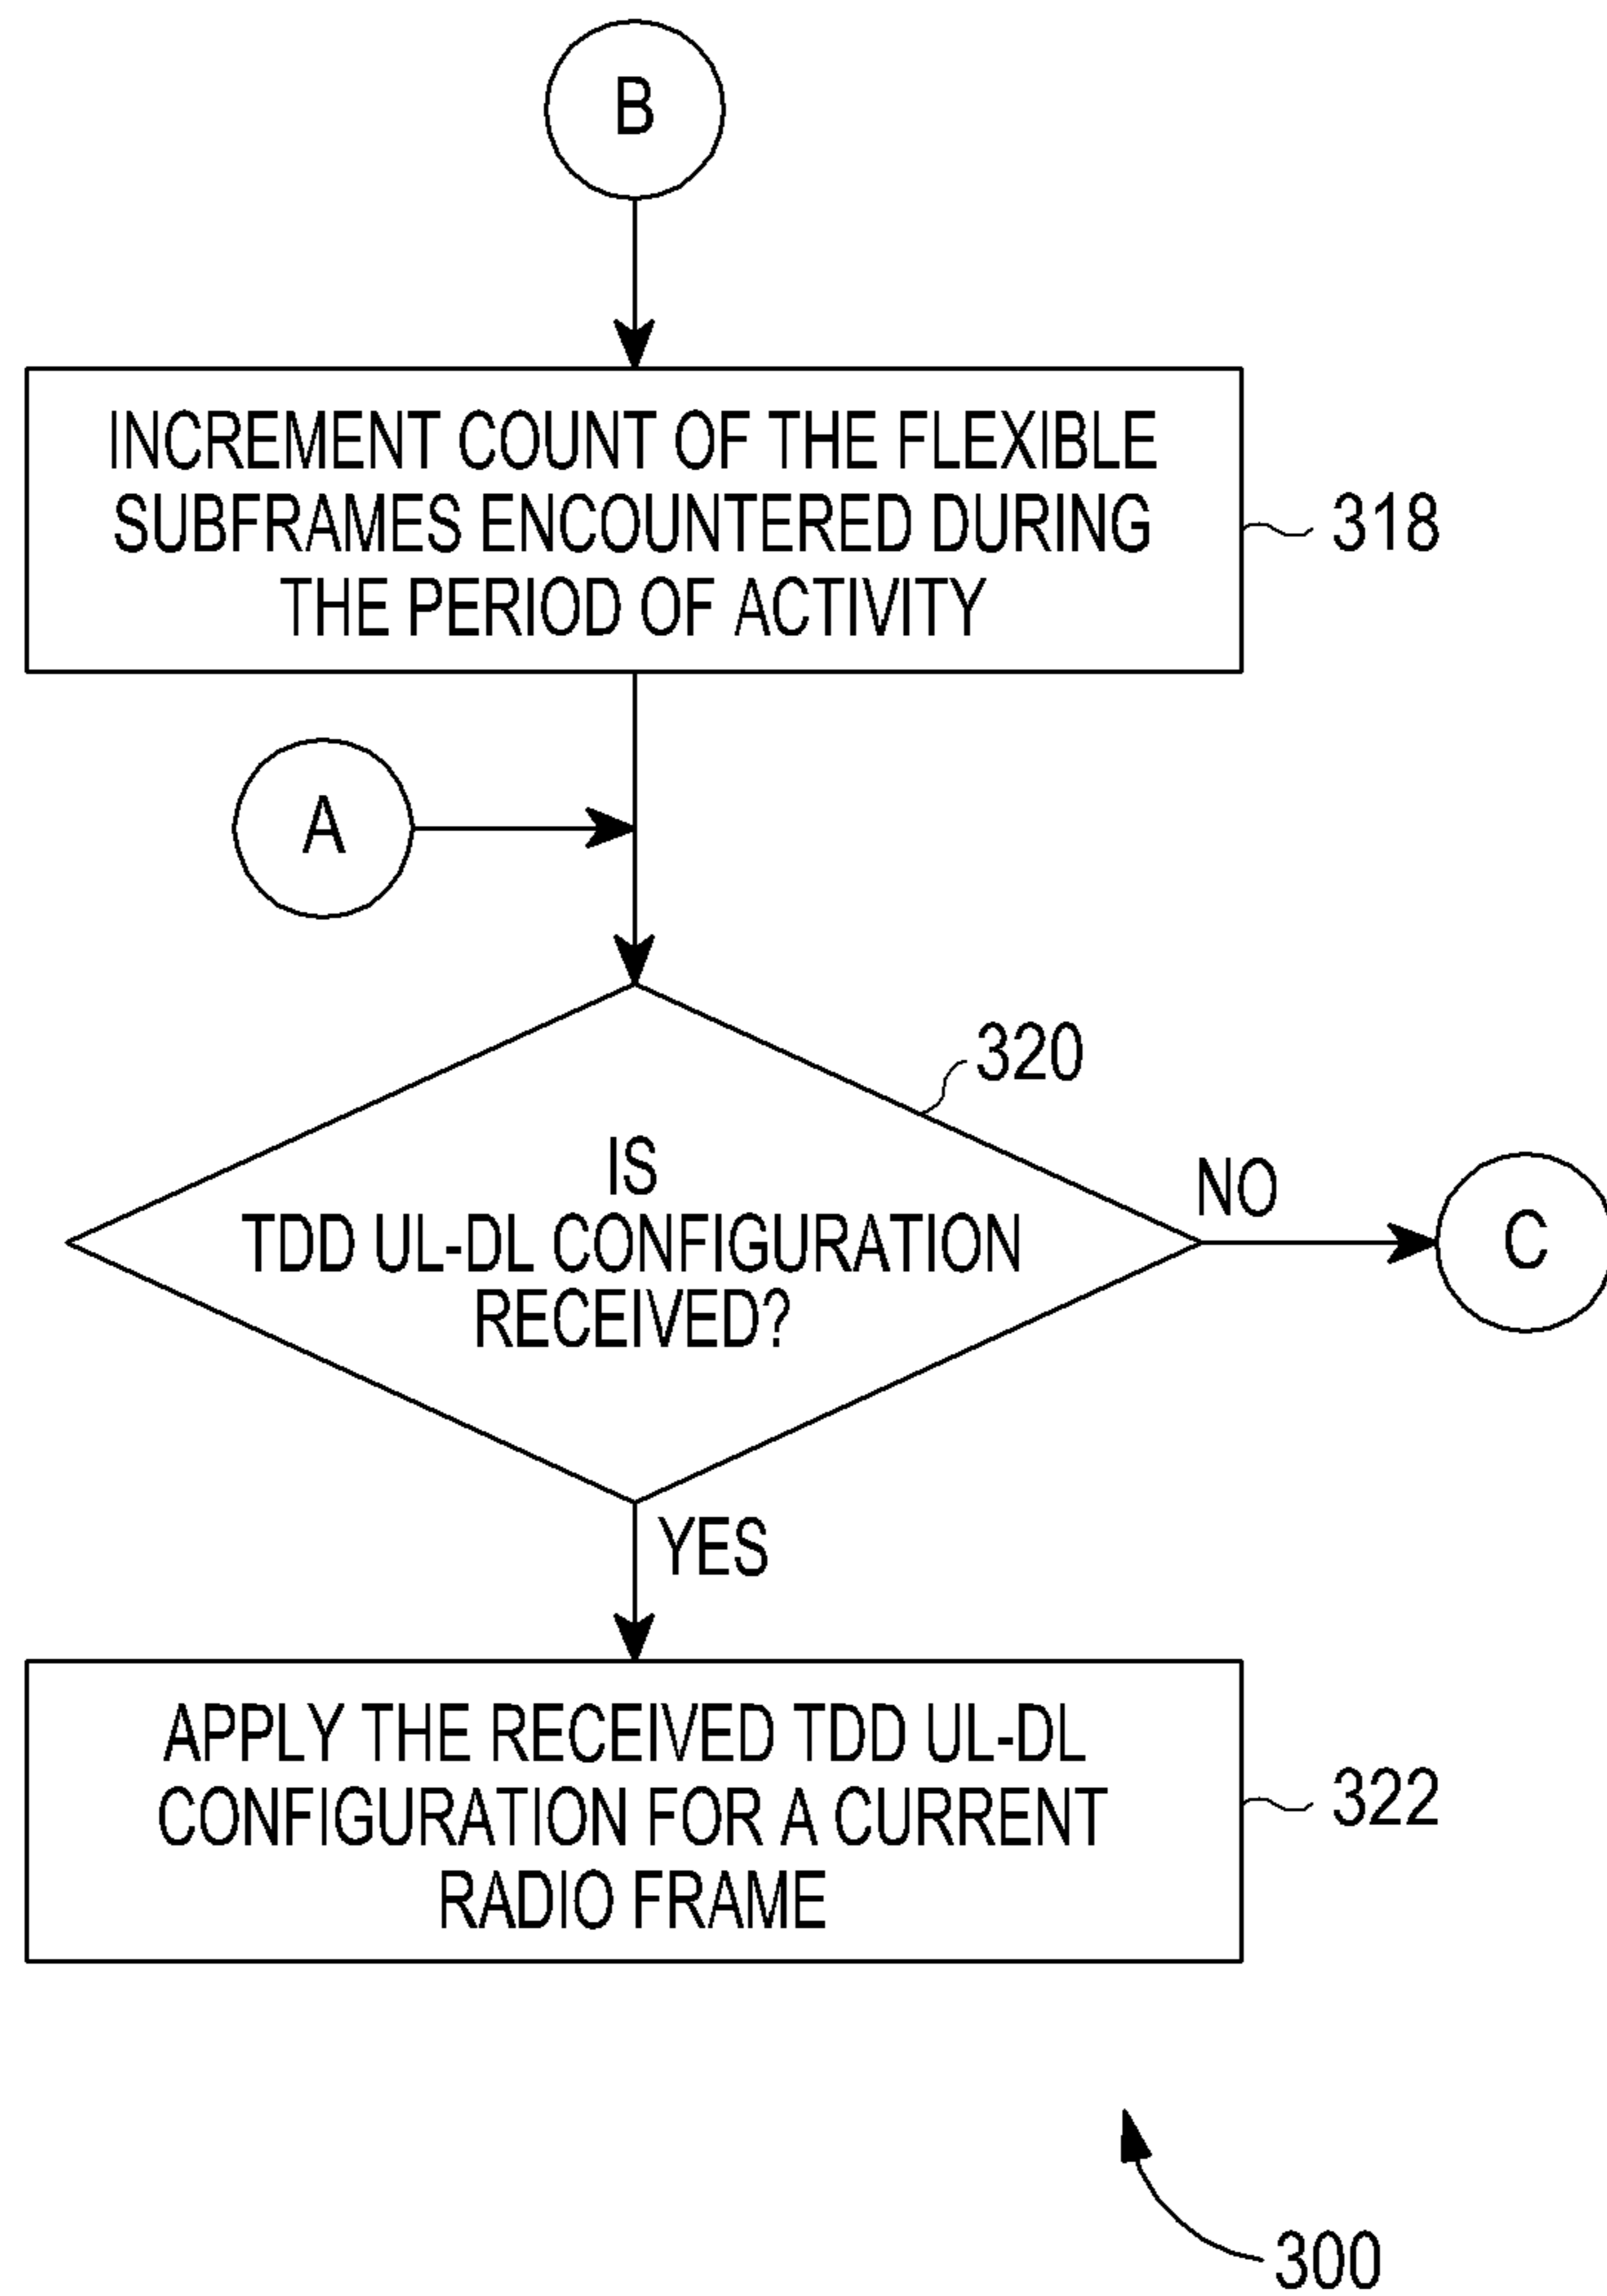 B
INCREMENT COUNT OF THE FLEXIBLE
SUBFRAMES ENCOUNTERED DURING
THE PERIOD OF ACTIVITY
318
A
320
IS
TDD UL-DL CONFIGURATION
RECEIVED?
NO
C
YES
APPLY THE RECEIVED TDD UL-DL
CONFIGURATION FOR A CURRENT
RADIO FRAME
322
300